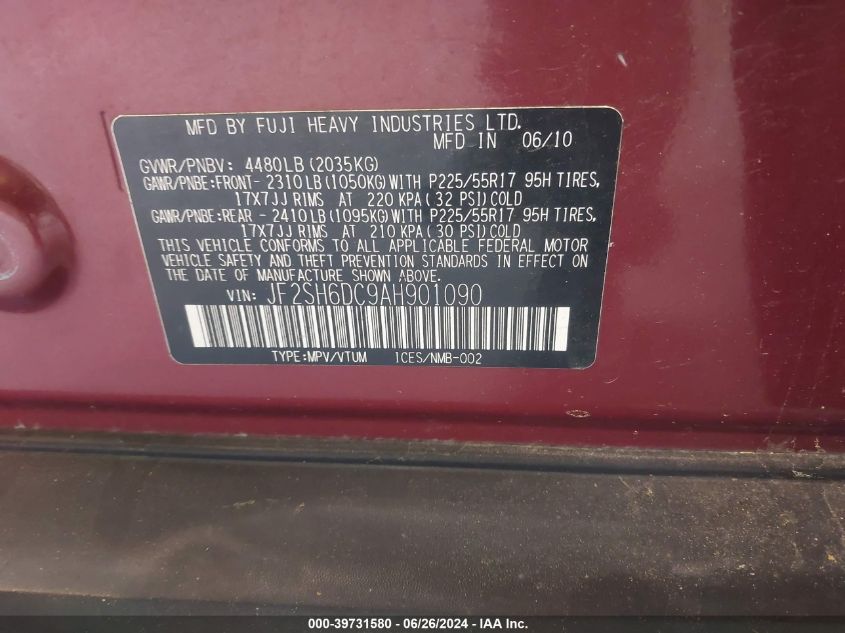 MFD BY FUJI HEAVY INDUSTRIES LTD.
MFD IN 06/10
GVWR/PNBV: 4480LB (2035KG)
GAWR/PNBE:FRONT- 2310LB(1050KG)WITH P225/55R17 95H TIRES,
17X7JJ RIMS AT 220 KPA(32 PSI)COLD
GAWR/PNBE:REAR - 2410LB(1095KG)WITH P225/55R17 95H TIRES,
17X7JJ RIMS AT 210 KPA(30 PSI)COLD
THIS VEHICLE CONFORMS TO ALL APPLICABLE FEDERAL MOTOR
VEHICLE SAFETY AND THEFT PREVENTION STANDARDS IN EFFECT ON
THE DATE OF MANUFACTURE SHOWN ABOVE.
VIN: JF2SH6DC9AH901090
TYPE:MPV/VTUM ICES/NMB-002
000-39731580 - 06/26/2024 - IAA Inc.